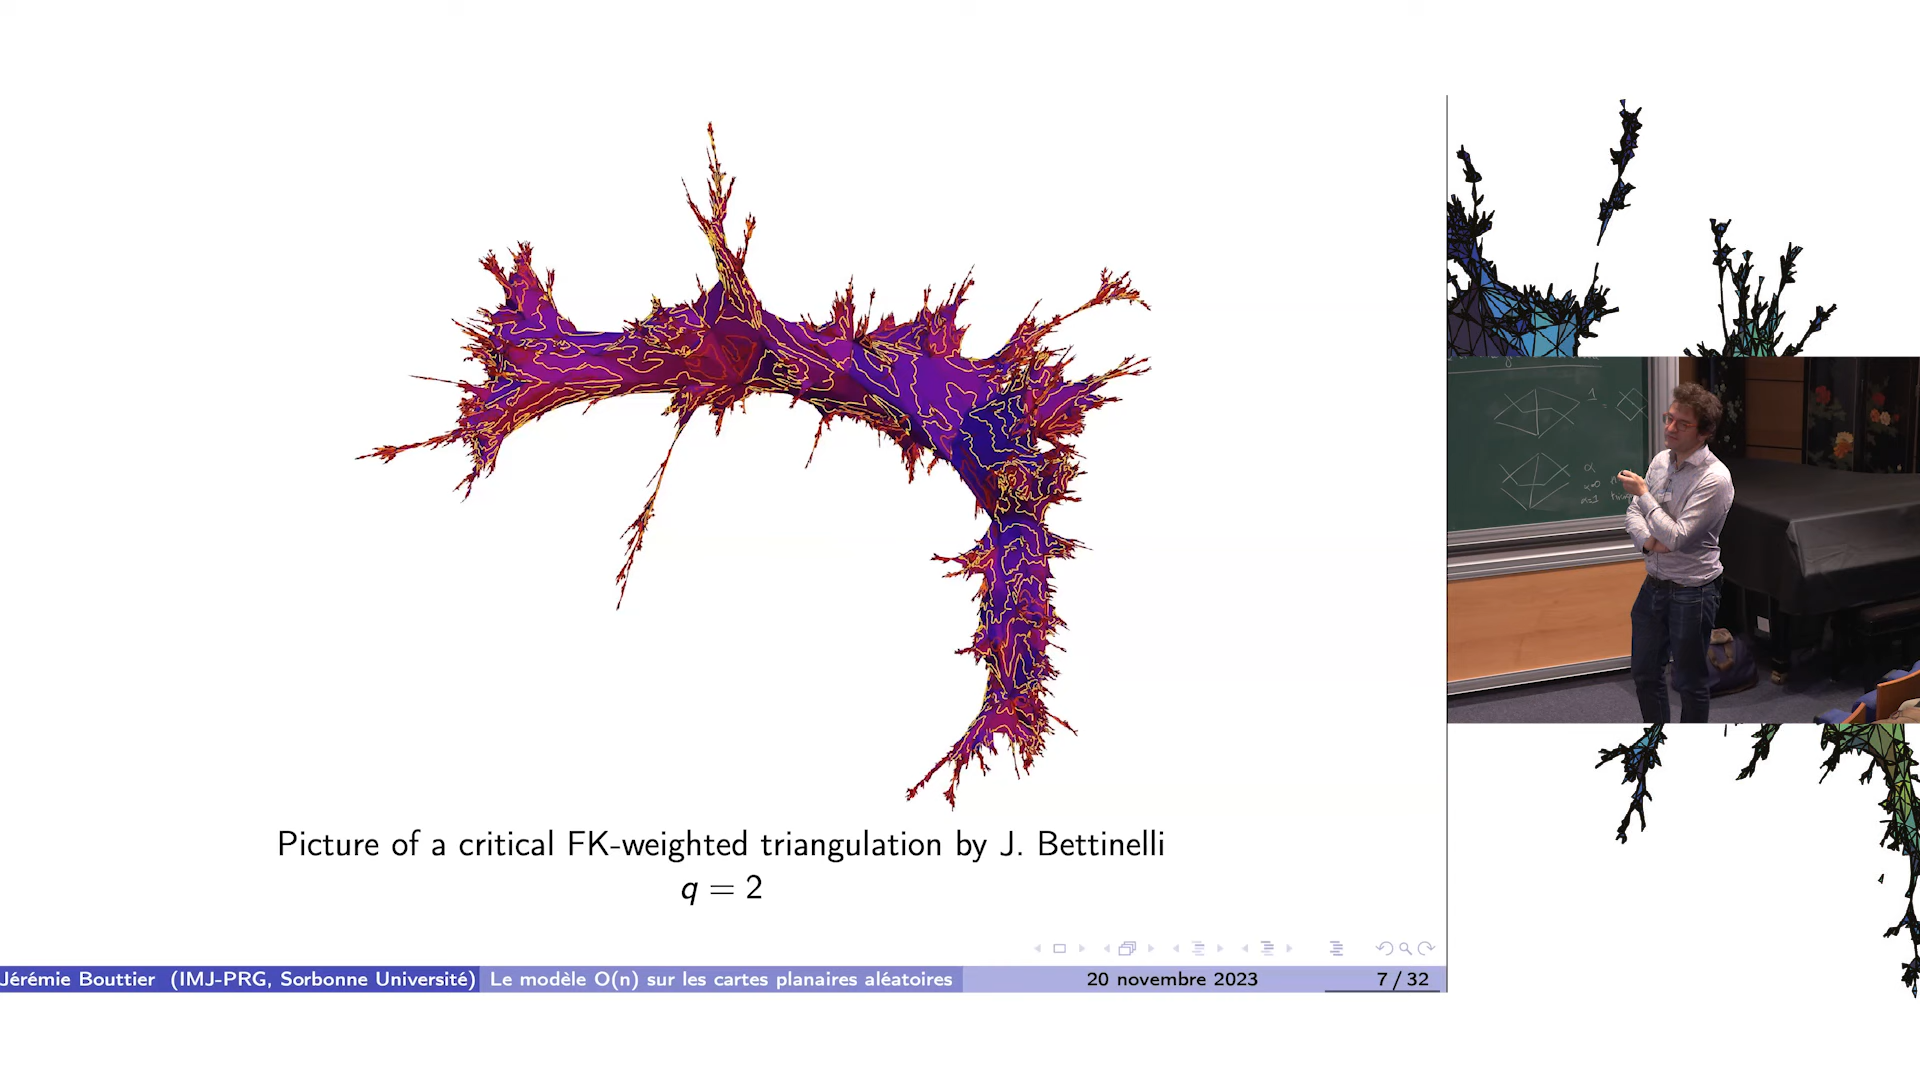 Picture of a critical FK-weighted triangulation by J. Bettinelli
q = 2
Jérémie Bouttier (IMJ-PRG, Sorbonne Université) Le modèle O(n) sur les cartes planaires aléatoires 20 novembre 2023 7 / 32